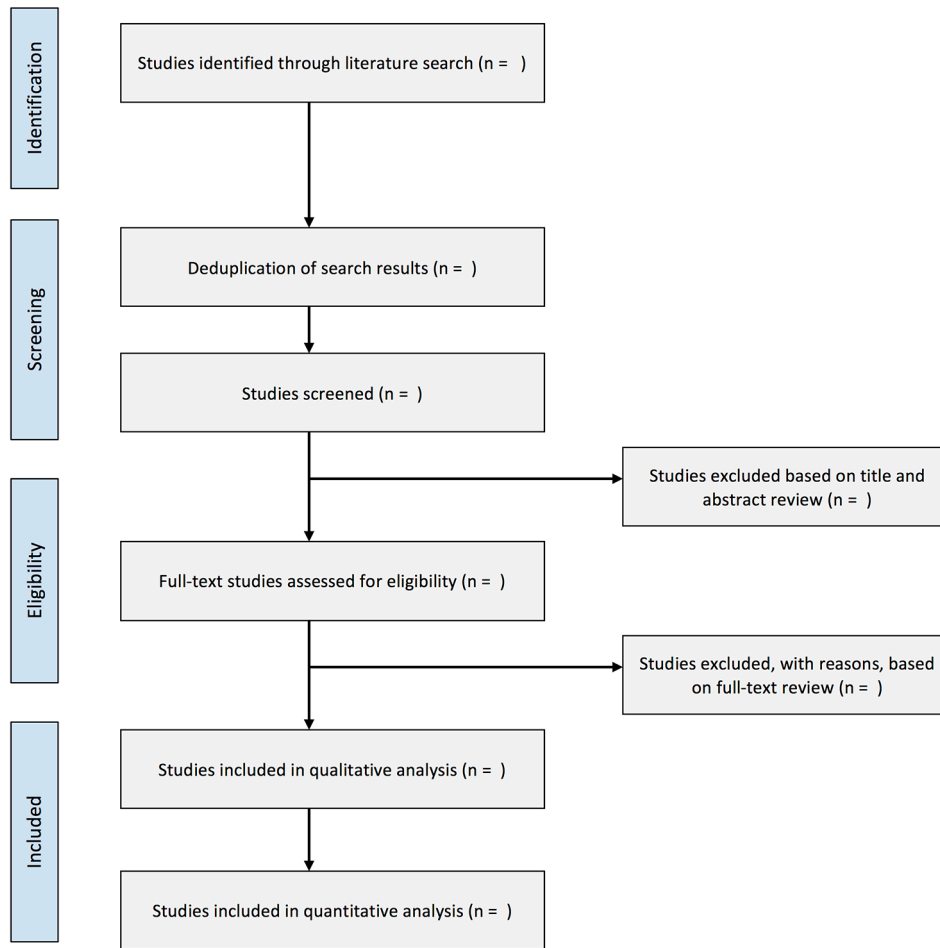 Identification
Studies identified through literature search (n =   )
Screening
Deduplication of search results (n =  )
Studies screened (n =  )
Studies excluded based on title and
abstract review (n =  )
Eligibility
Full-text studies assessed for eligibility (n =  )
Studies excluded, with reasons, based
on full-text review (n =  )
Included
Studies included in qualitative analysis (n =  )
Studies included in quantitative analysis (n =  )